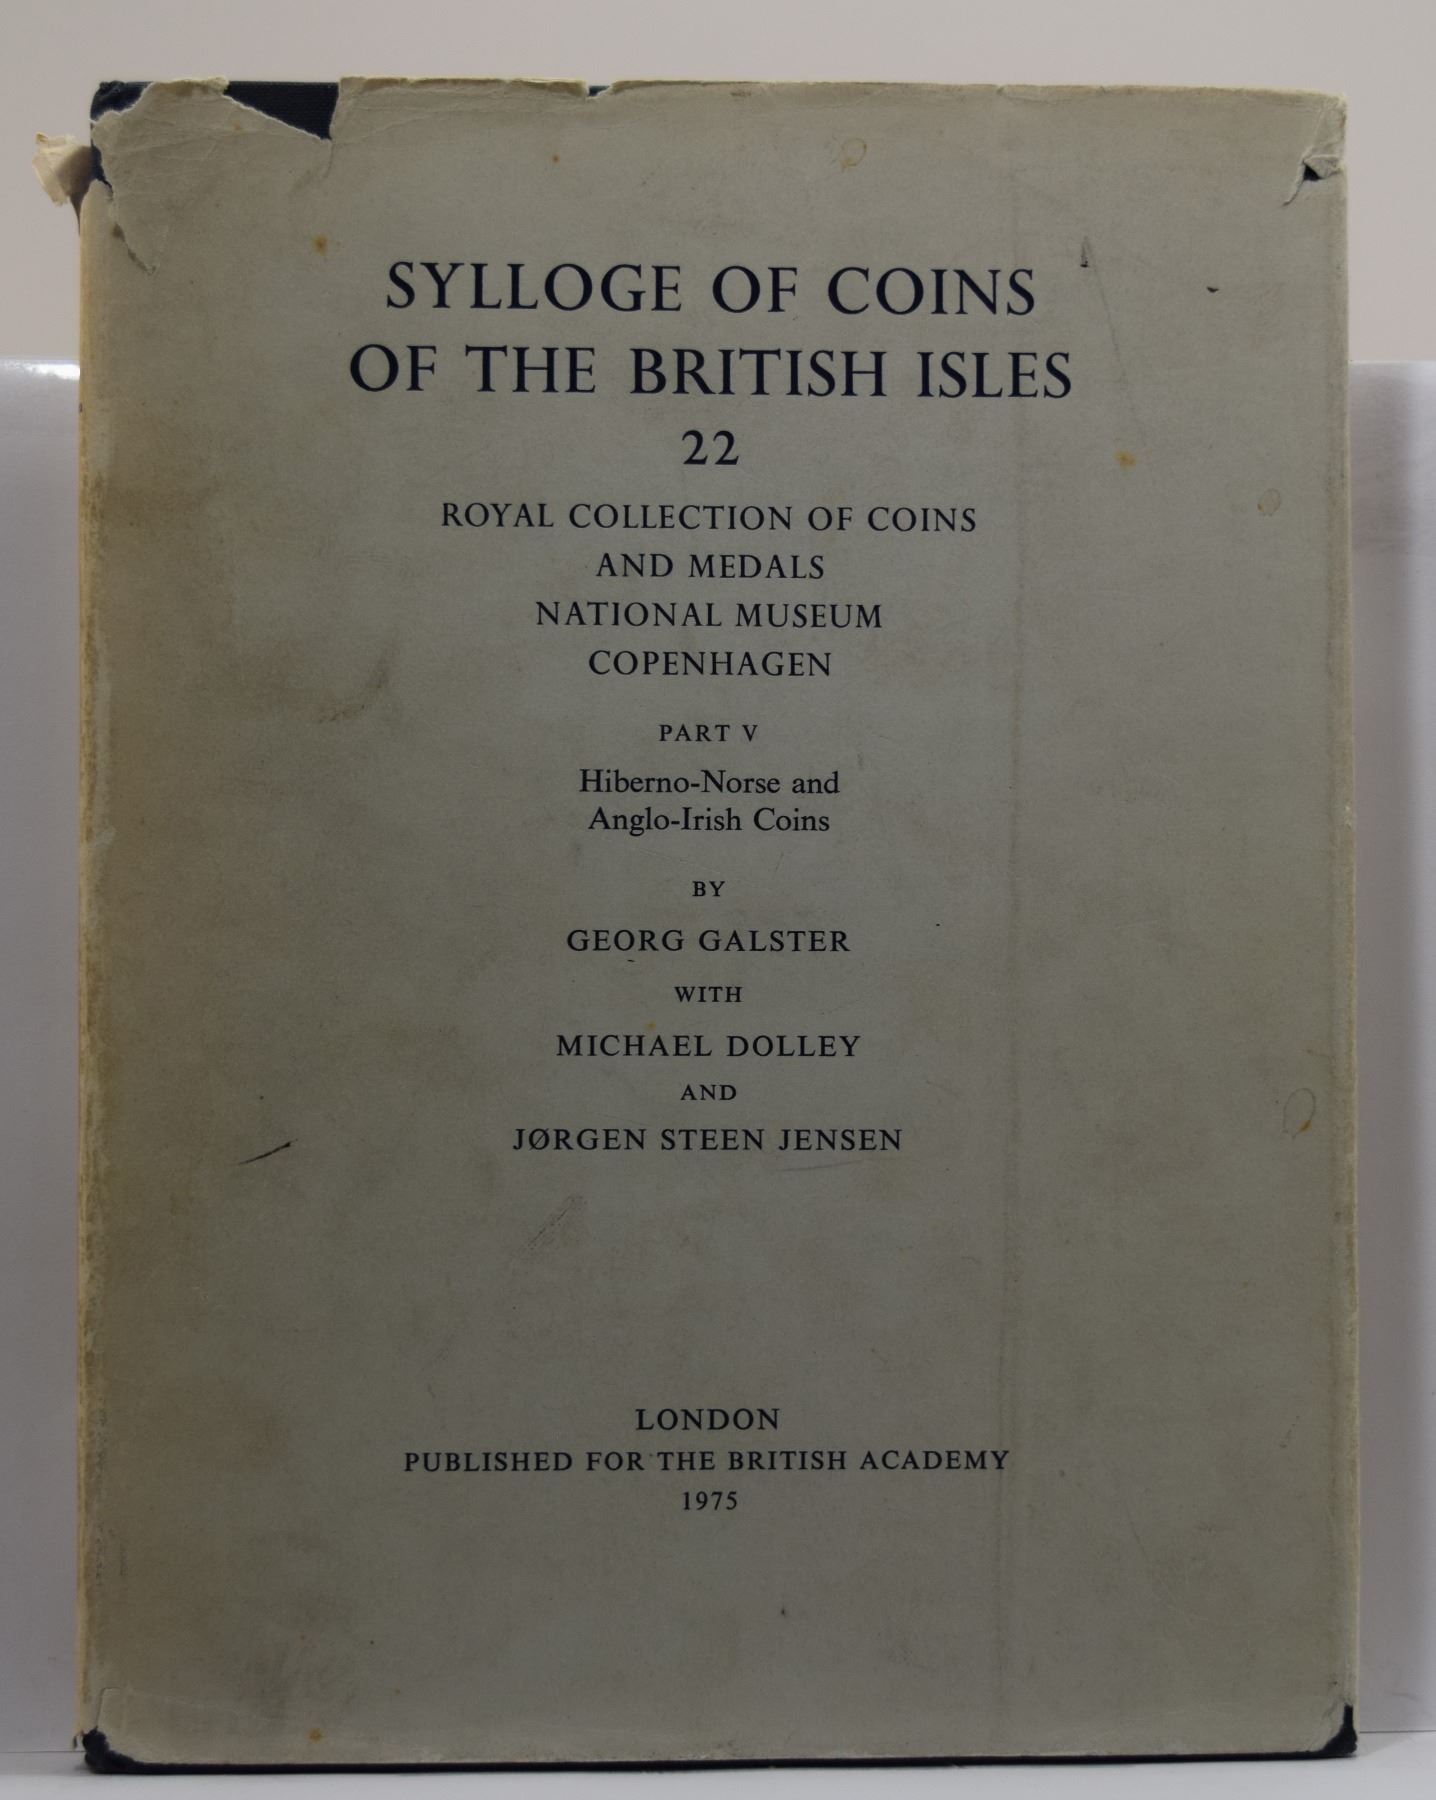 SYLLOGE OF COINS
OF THE BRITISH ISLES
22
ROYAL COLLECTION OF COINS
AND MEDALS
NATIONAL MUSEUM
COPENHAGEN
PART V
Hiberno-Norse and
Anglo-Irish Coins
BY
GEORG GALSTER
WITH
MICHAEL DOLLEY
AND
JØRGEN STEEN JENSEN
LONDON
PUBLISHED FOR THE BRITISH ACADEMY
1975